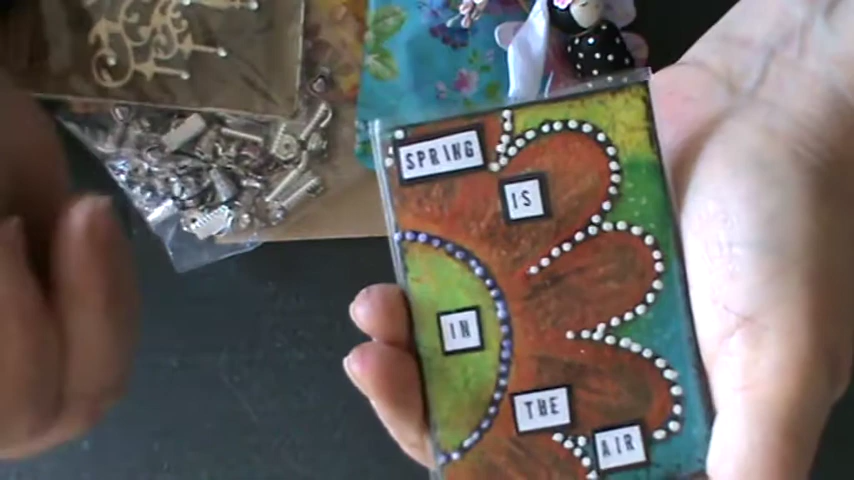 SPRING
IS
IN
THE
AIR